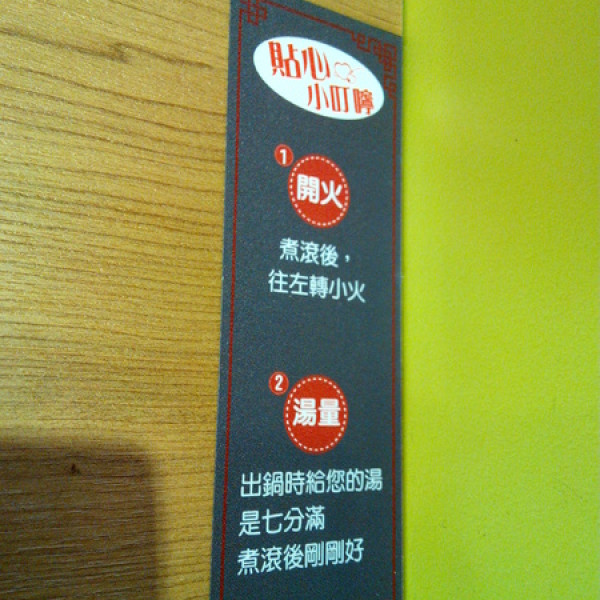 貼心
小叮嚀
1
開火
煮滾後，
往左轉小火
2
湯量
出鍋時給您的湯
是七分滿
煮滾後剛剛好